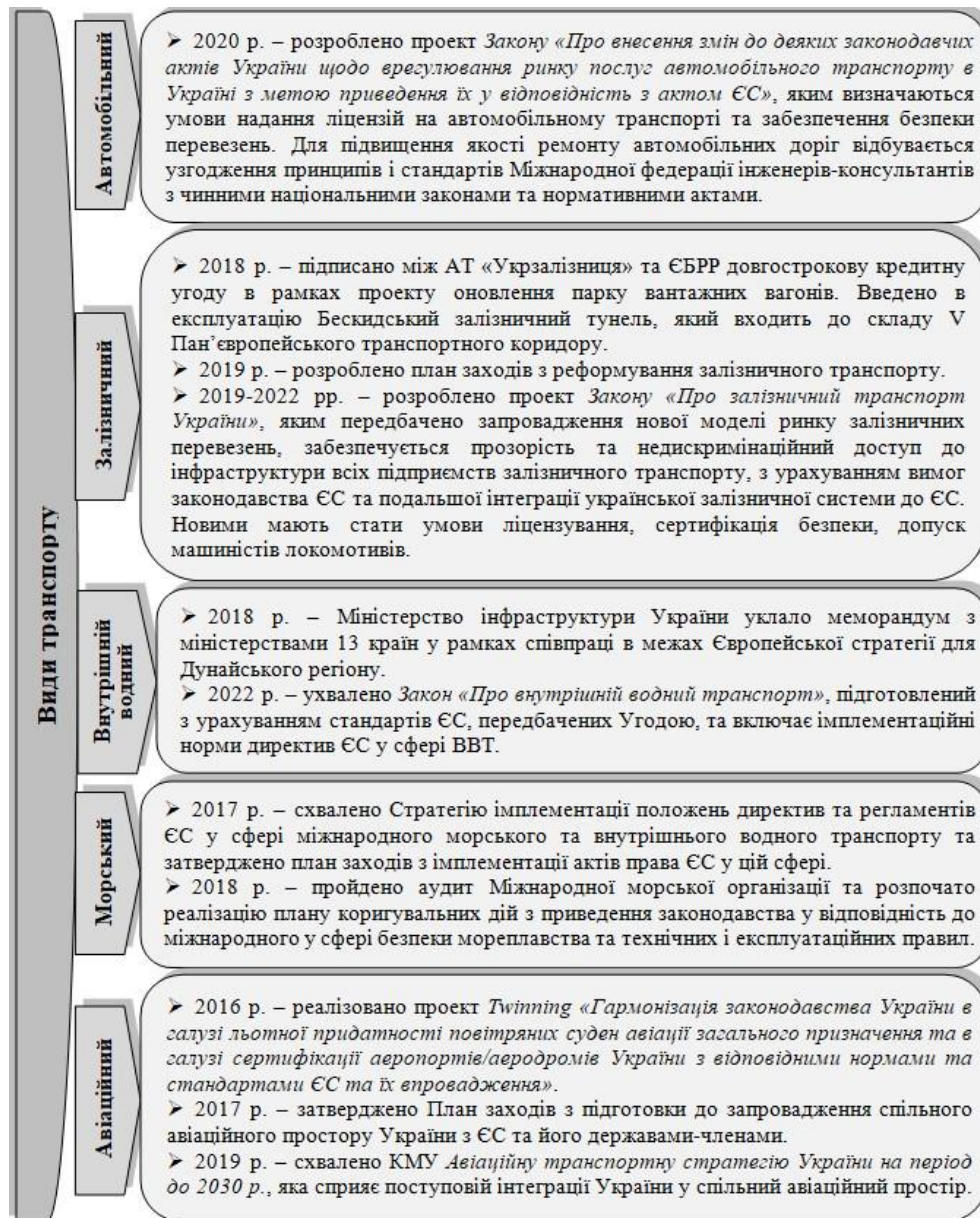 Види транспорту
Автомобільний
➢ 2020 р. – розроблено проект Закону «Про внесення змін до деяких законодавчих
актів України щодо врегулювання ринку послуг автомобільного транспорту в
Україні з метою приведення їх у відповідність з актом ЄС», яким визначаються
умови надання ліцензій на автомобільному транспорті та забезпечення безпеки
перевезень. Для підвищення якості ремонту автомобільних доріг відбувається
узгодження принципів і стандартів Міжнародної федерації інженерів-консультантів
з чинними національними законами та нормативними актами.
Залізничний
➢ 2018 р. – підписано між АТ «Укрзалізниця» та ЄБРР довгострокову кредитну
угоду в рамках проекту оновлення парку вантажних вагонів. Введено в
експлуатацію Бескидський залізничний тунель, який входить до складу V
Пан’європейського транспортного коридору.
➢ 2019 р. – розроблено план заходів з реформування залізничного транспорту.
➢ 2019-2022 рр. – розроблено проект Закону «Про залізничний транспорт
України», яким передбачено запровадження нової моделі ринку залізничних
перевезень, забезпечується прозорість та недискримінаційний доступ до
інфраструктури всіх підприємств залізничного транспорту, з урахуванням вимог
законодавства ЄС та подальшої інтеграції української залізничної системи до ЄС.
Новими мають стати умови ліцензування, сертифікація безпеки, допуск
машиністів локомотивів.
Внутрішній
водний
➢ 2018 р. – Міністерство інфраструктури України уклало меморандум з
міністерствами 13 країн у рамках співпраці в межах Європейської стратегії для
Дунайського регіону.
➢ 2022 р. – ухвалено Закон «Про внутрішній водний транспорт», підготовлений
з урахуванням стандартів ЄС, передбачених Угодою, та включає імплементаційні
норми директив ЄС у сфері ВВТ.
Морський
➢ 2017 р. – схвалено Стратегію імплементації положень директив та регламентів
ЄС у сфері міжнародного морського та внутрішнього водного транспорту та
затверджено план заходів з імплементації актів права ЄС у цій сфері.
➢ 2018 р. – пройдено аудит Міжнародної морської організації та розпочато
реалізацію плану коригувальних дій з приведення законодавства у відповідність до
міжнародного у сфері безпеки мореплавства та технічних і експлуатаційних правил.
Авіаційний
➢ 2016 р. – реалізовано проект Twinning «Гармонізація законодавства України в
галузі льотної придатності повітряних суден авіації загального призначення та в
галузі сертифікації аеропортів/аеродромів України з відповідними нормами та
стандартами ЄС та їх впровадження».
➢ 2017 р. – затверджено План заходів з підготовки до запровадження спільного
авіаційного простору України з ЄС та його державами-членами.
➢ 2019 р. – схвалено КМУ Авіаційну транспортну стратегію України на період
до 2030 р., яка сприяє поступовій інтеграції України у спільний авіаційний простір.